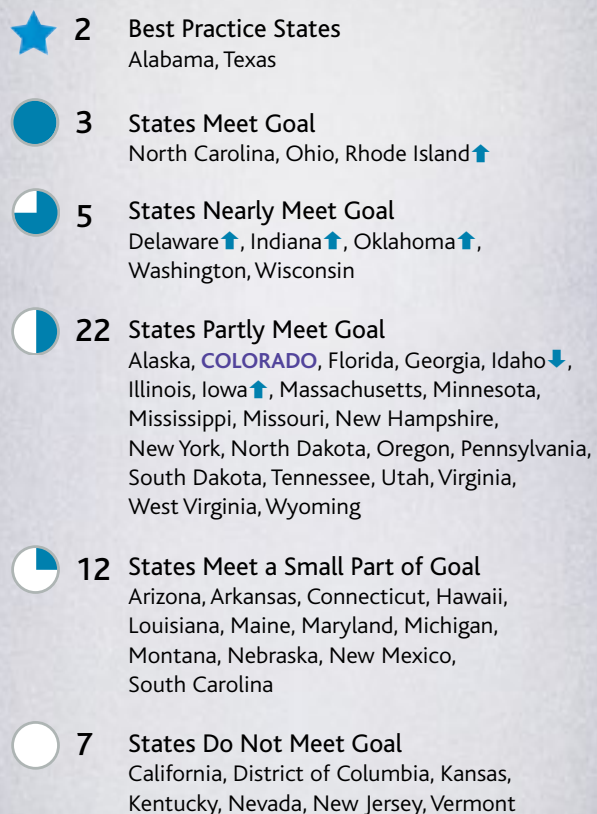 2 Best Practice States
Alabama, Texas
3 States Meet Goal
North Carolina, Ohio, Rhode Island⬆
5 States Nearly Meet Goal
Delaware⬆, Indiana⬆, Oklahoma⬆,
Washington, Wisconsin
22 States Partly Meet Goal
Alaska, COLORADO, Florida, Georgia, Idaho⬇,
Illinois, Iowa⬆, Massachusetts, Minnesota,
Mississippi, Missouri, New Hampshire,
New York, North Dakota, Oregon, Pennsylvania,
South Dakota, Tennessee, Utah, Virginia,
West Virginia, Wyoming
12 States Meet a Small Part of Goal
Arizona, Arkansas, Connecticut, Hawaii,
Louisiana, Maine, Maryland, Michigan,
Montana, Nebraska, New Mexico,
South Carolina
7 States Do Not Meet Goal
California, District of Columbia, Kansas,
Kentucky, Nevada, New Jersey, Vermont